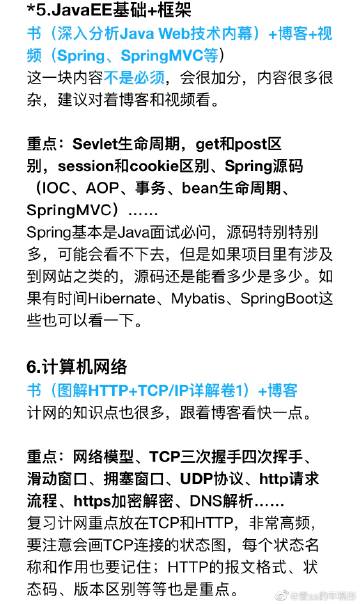 *5.JavaEE基础+框架
书（深入分析Java Web技术内幕）+博客+视
频（Spring、SpringMVC等）
这一块内容不是必须，会很加分，内容很多很
杂，建议对着博客和视频看。
重点：Sevlet生命周期，get和post区
别，session和cookie区别、Spring源码
（IOC、AOP、事务、bean生命周期、
SpringMVC）……
Spring基本是Java面试必问，源码特别特别
多，可能会看不下去，但是如果项目里有涉及
到网站之类的，源码还是能看多少是多少。如
果有时间Hibernate、Mybatis、SpringBoot这
些也可以看一下。
6.计算机网络
书（图解HTTP+TCP/IP详解卷1）+博客
计网的知识点也很多，跟着博客看快一点。
重点：网络模型、TCP三次握手四次挥手、
滑动窗口、拥塞窗口、UDP协议、http请求
流程、https加密解密、DNS解析……
复习计网重点放在TCP和HTTP，非常高频，
要注意会画TCP连接的状态图，每个状态名
称和作用也要记住；HTTP的报文格式、状
态码、版本区别等等也是重点。